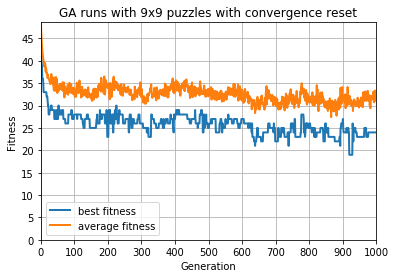 GA runs with 9x9 puzzles with convergence reset
45
40
35
30
25
20
15
10
5
0
Fitness
best fitness
average fitness
0 100 200 300 400 500 600 700 800 900 1000
Generation